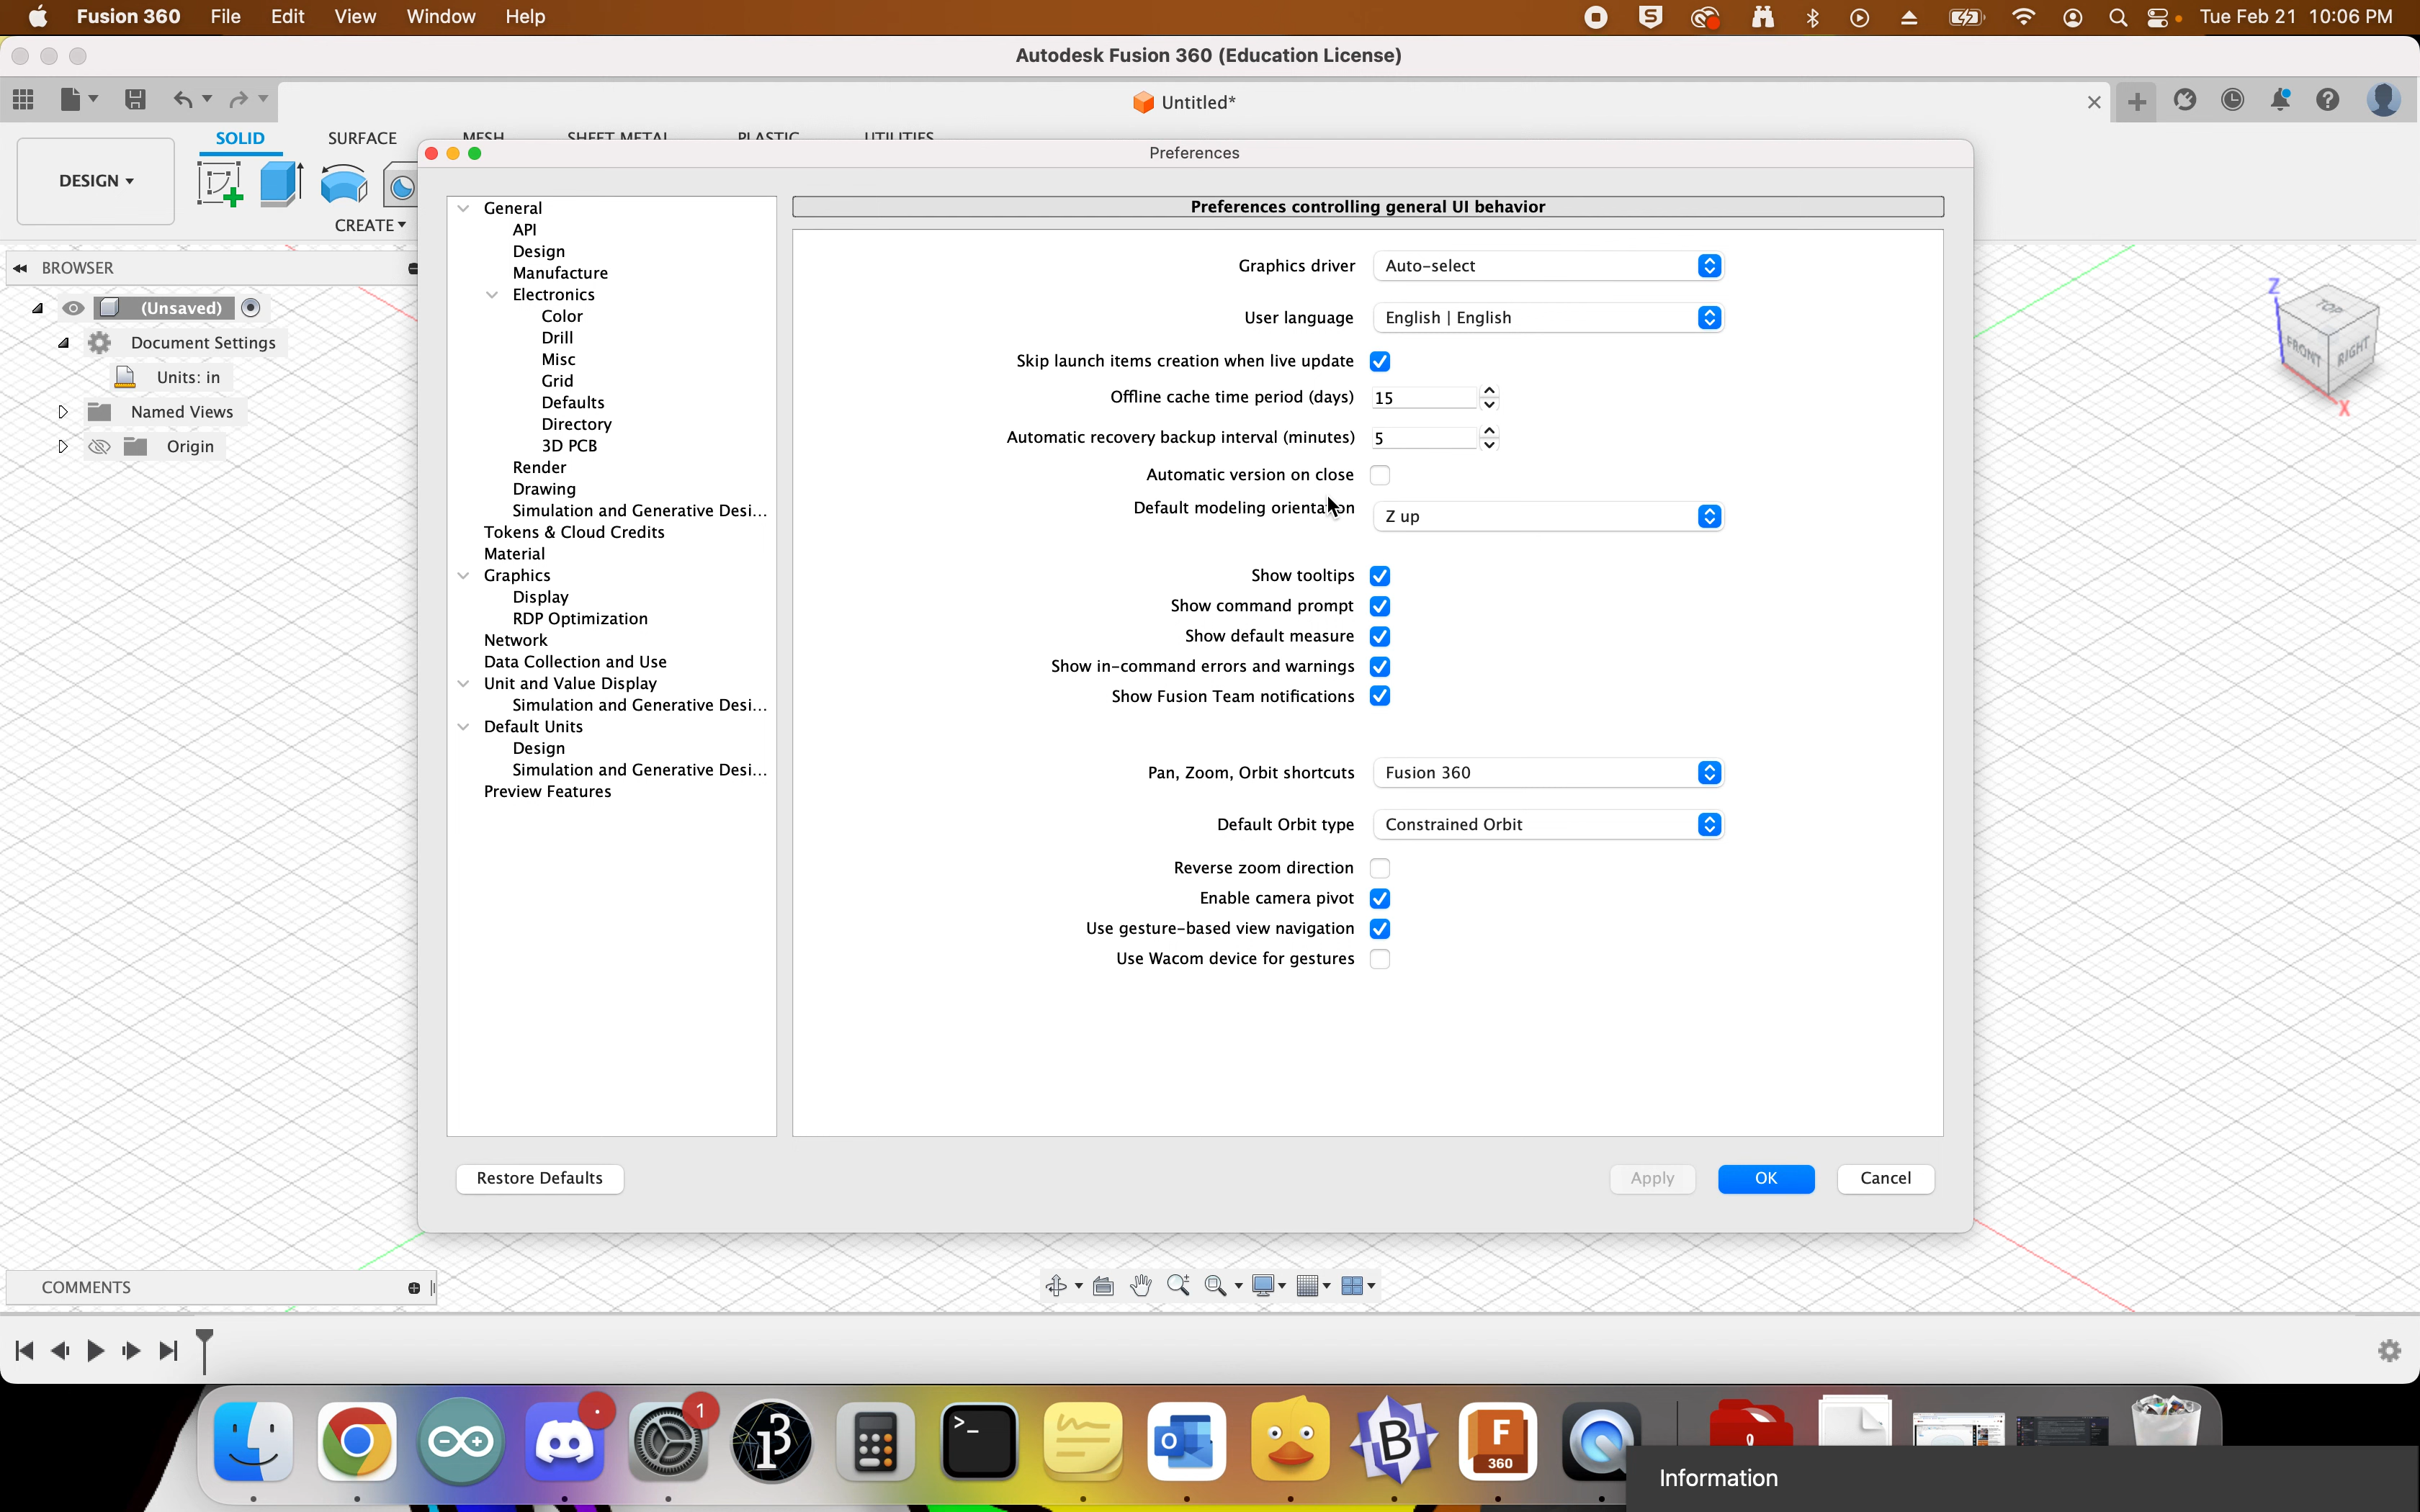 Fusion 360 File Edit View Window Help
Tue Feb 21 10:06 PM
Autodesk Fusion 360 (Education License)
Untitled*
SOLID SURFACE MESH SHEET METAL PLASTIC UTILITIES
DESIGN
CREATE
Preferences
BROWSER
(Unsaved)
Document Settings
Units: in
Named Views
Origin
General
API
Design
Manufacture
Electronics
Color
Drill
Misc
Grid
Defaults
Directory
3D PCB
Render
Drawing
Simulation and Generative Desi...
Tokens & Cloud Credits
Material
Graphics
Display
RDP Optimization
Network
Data Collection and Use
Unit and Value Display
Simulation and Generative Desi...
Default Units
Design
Simulation and Generative Desi...
Preview Features
Preferences controlling general UI behavior
Graphics driver Auto-select
User language English | English
Skip launch items creation when live update
Offline cache time period (days) 15
Automatic recovery backup interval (minutes) 5
Automatic version on close
Default modeling orientation Z up
Show tooltips
Show command prompt
Show default measure
Show in-command errors and warnings
Show Fusion Team notifications
Pan, Zoom, Orbit shortcuts Fusion 360
Default Orbit type Constrained Orbit
Reverse zoom direction
Enable camera pivot
Use gesture-based view navigation
Use Wacom device for gestures
Restore Defaults
Apply OK Cancel
Z
TOP
FRONT RIGHT
X
COMMENTS
1
F
360
Information